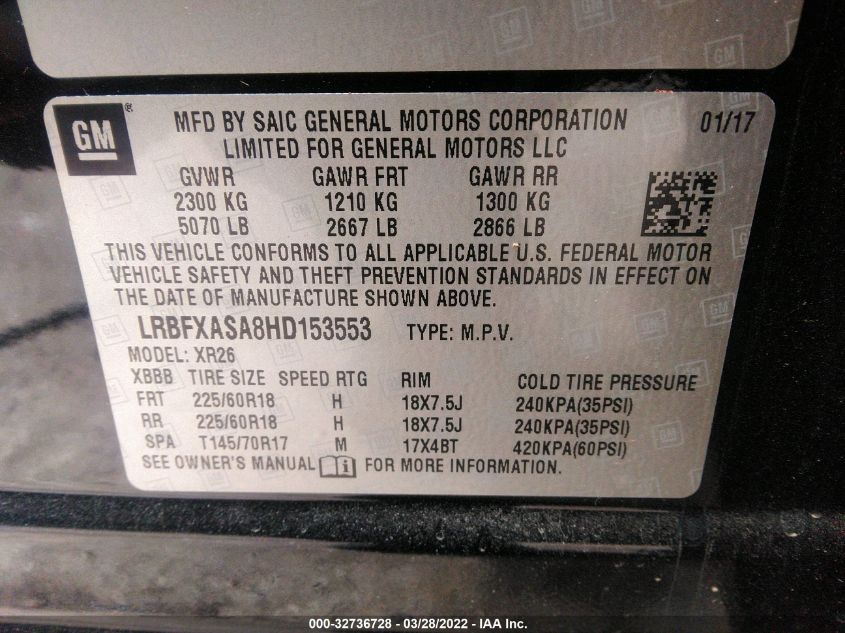 GM
MFD BY SAIC GENERAL MOTORS CORPORATION 01/17
LIMITED FOR GENERAL MOTORS LLC
GVWR GAWR FRT GAWR RR
2300 KG 1210 KG 1300 KG
5070 LB 2667 LB 2866 LB
THIS VEHICLE CONFORMS TO ALL APPLICABLE U.S. FEDERAL MOTOR
VEHICLE SAFETY AND THEFT PREVENTION STANDARDS IN EFFECT ON
THE DATE OF MANUFACTURE SHOWN ABOVE.
LRBFXASA8HD153553 TYPE: M.P.V.
MODEL: XR26
XBBB TIRE SIZE SPEED RTG RIM COLD TIRE PRESSURE
FRT 225/60R18 H 18X7.5J 240KPA(35PSI)
RR 225/60R18 H 18X7.5J 240KPA(35PSI)
SPA T145/70R17 M 17X4BT 420KPA(60PSI)
SEE OWNER'S MANUAL FOR MORE INFORMATION.
000-32736728 - 03/28/2022 - IAA Inc.